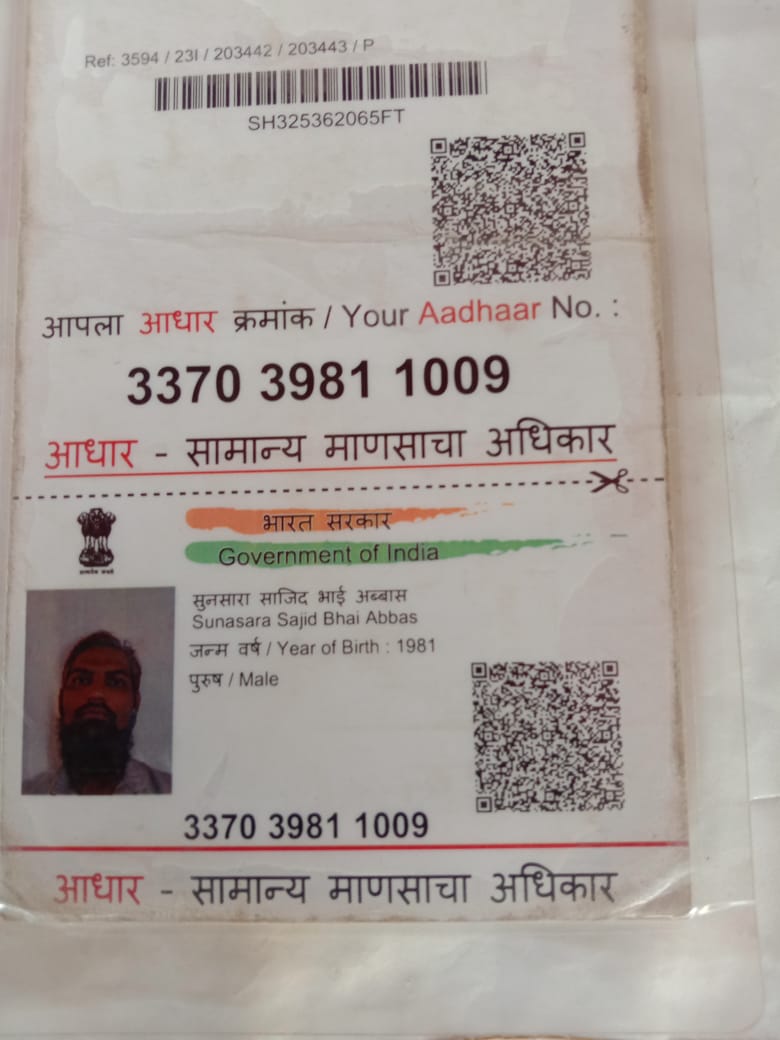 Ref: 3594 / 23I / 203442 / 203443 / P
SH325362065FT
आपला आधार क्रमांक / Your Aadhaar No. :
3370 3981 1009
आधार - सामान्य माणसाचा अधिकार
भारत सरकार
Government of India
सत्यमेव जयते
सुनसारा साजिद भाई अब्बास
Sunasara Sajid Bhai Abbas
जन्म वर्ष / Year of Birth : 1981
पुरुष / Male
3370 3981 1009
आधार - सामान्य माणसाचा अधिकार